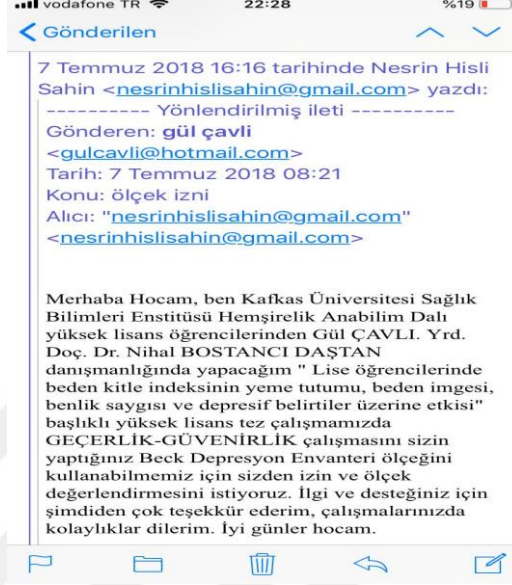 vodafone TR 22:28 %19
Gönderilen
7 Temmuz 2018 16:16 tarihinde Nesrin Hisli
Sahin <nesrinhislisahin@gmail.com> yazdı:
---------- Yönlendirilmiş ileti ----------
Gönderen: gül çavli
<gulcavli@hotmail.com>
Tarih: 7 Temmuz 2018 08:21
Konu: ölçek izni
Alıcı: "nesrinhislisahin@gmail.com"
<nesrinhislisahin@gmail.com>
Merhaba Hocam, ben Kafkas Üniversitesi Sağlık
Bilimleri Enstitüsü Hemşirelik Anabilim Dalı
yüksek lisans öğrencilerinden Gül ÇAVLI. Yrd.
Doç. Dr. Nihal BOSTANCI DAŞTAN
danışmanlığında yapacağım " Lise öğrencilerinde
beden kitle indeksinin yeme tutumu, beden imgesi,
benlik saygısı ve depresif belirtiler üzerine etkisi"
başlıklı yüksek lisans tez çalışmamızda
GEÇERLİK-GÜVENİRLİK çalışmasını sizin
yaptığınız Beck Depresyon Envanteri ölçeğini
kullanabilmemiz için sizden izin ve ölçek
değerlendirmesini istiyoruz. İlgi ve desteğiniz için
şimdiden çok teşekkür ederim, çalışmalarınızda
kolaylıklar dilerim. İyi günler hocam.